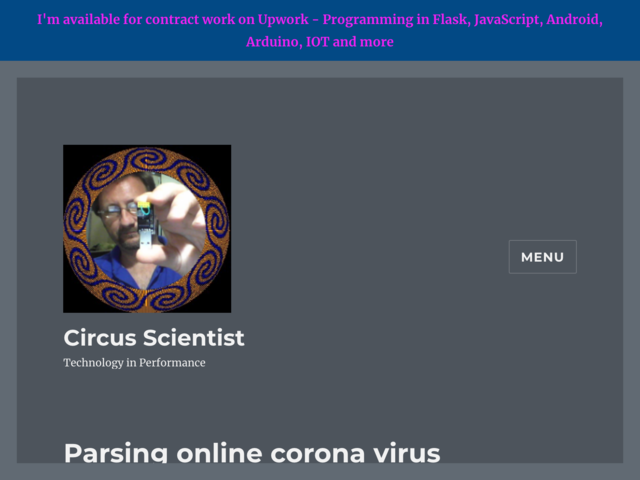 I'm available for contract work on Upwork - Programming in Flask, JavaScript, Android,
Arduino, IOT and more
MENU
Circus Scientist
Technology in Performance
Parsing online corona virus